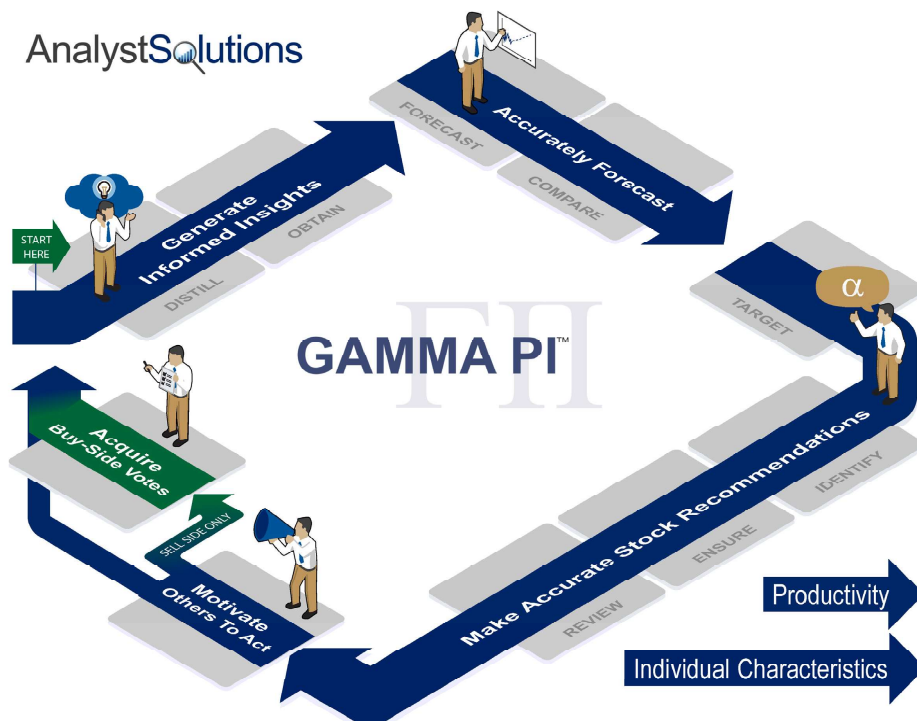 AnalystSolutions
START
HERE
Generate
Informed Insights
DISTILL
OBTAIN
FORECAST
COMPARE
Accurately Forecast
TARGET
α
GAMMA PI™
ΓΠ
IDENTIFY
ENSURE
REVIEW
Make Accurate Stock Recommendations
Motivate
Others To Act
SELL SIDE ONLY
Acquire
Buy-Side Votes
Productivity
Individual Characteristics